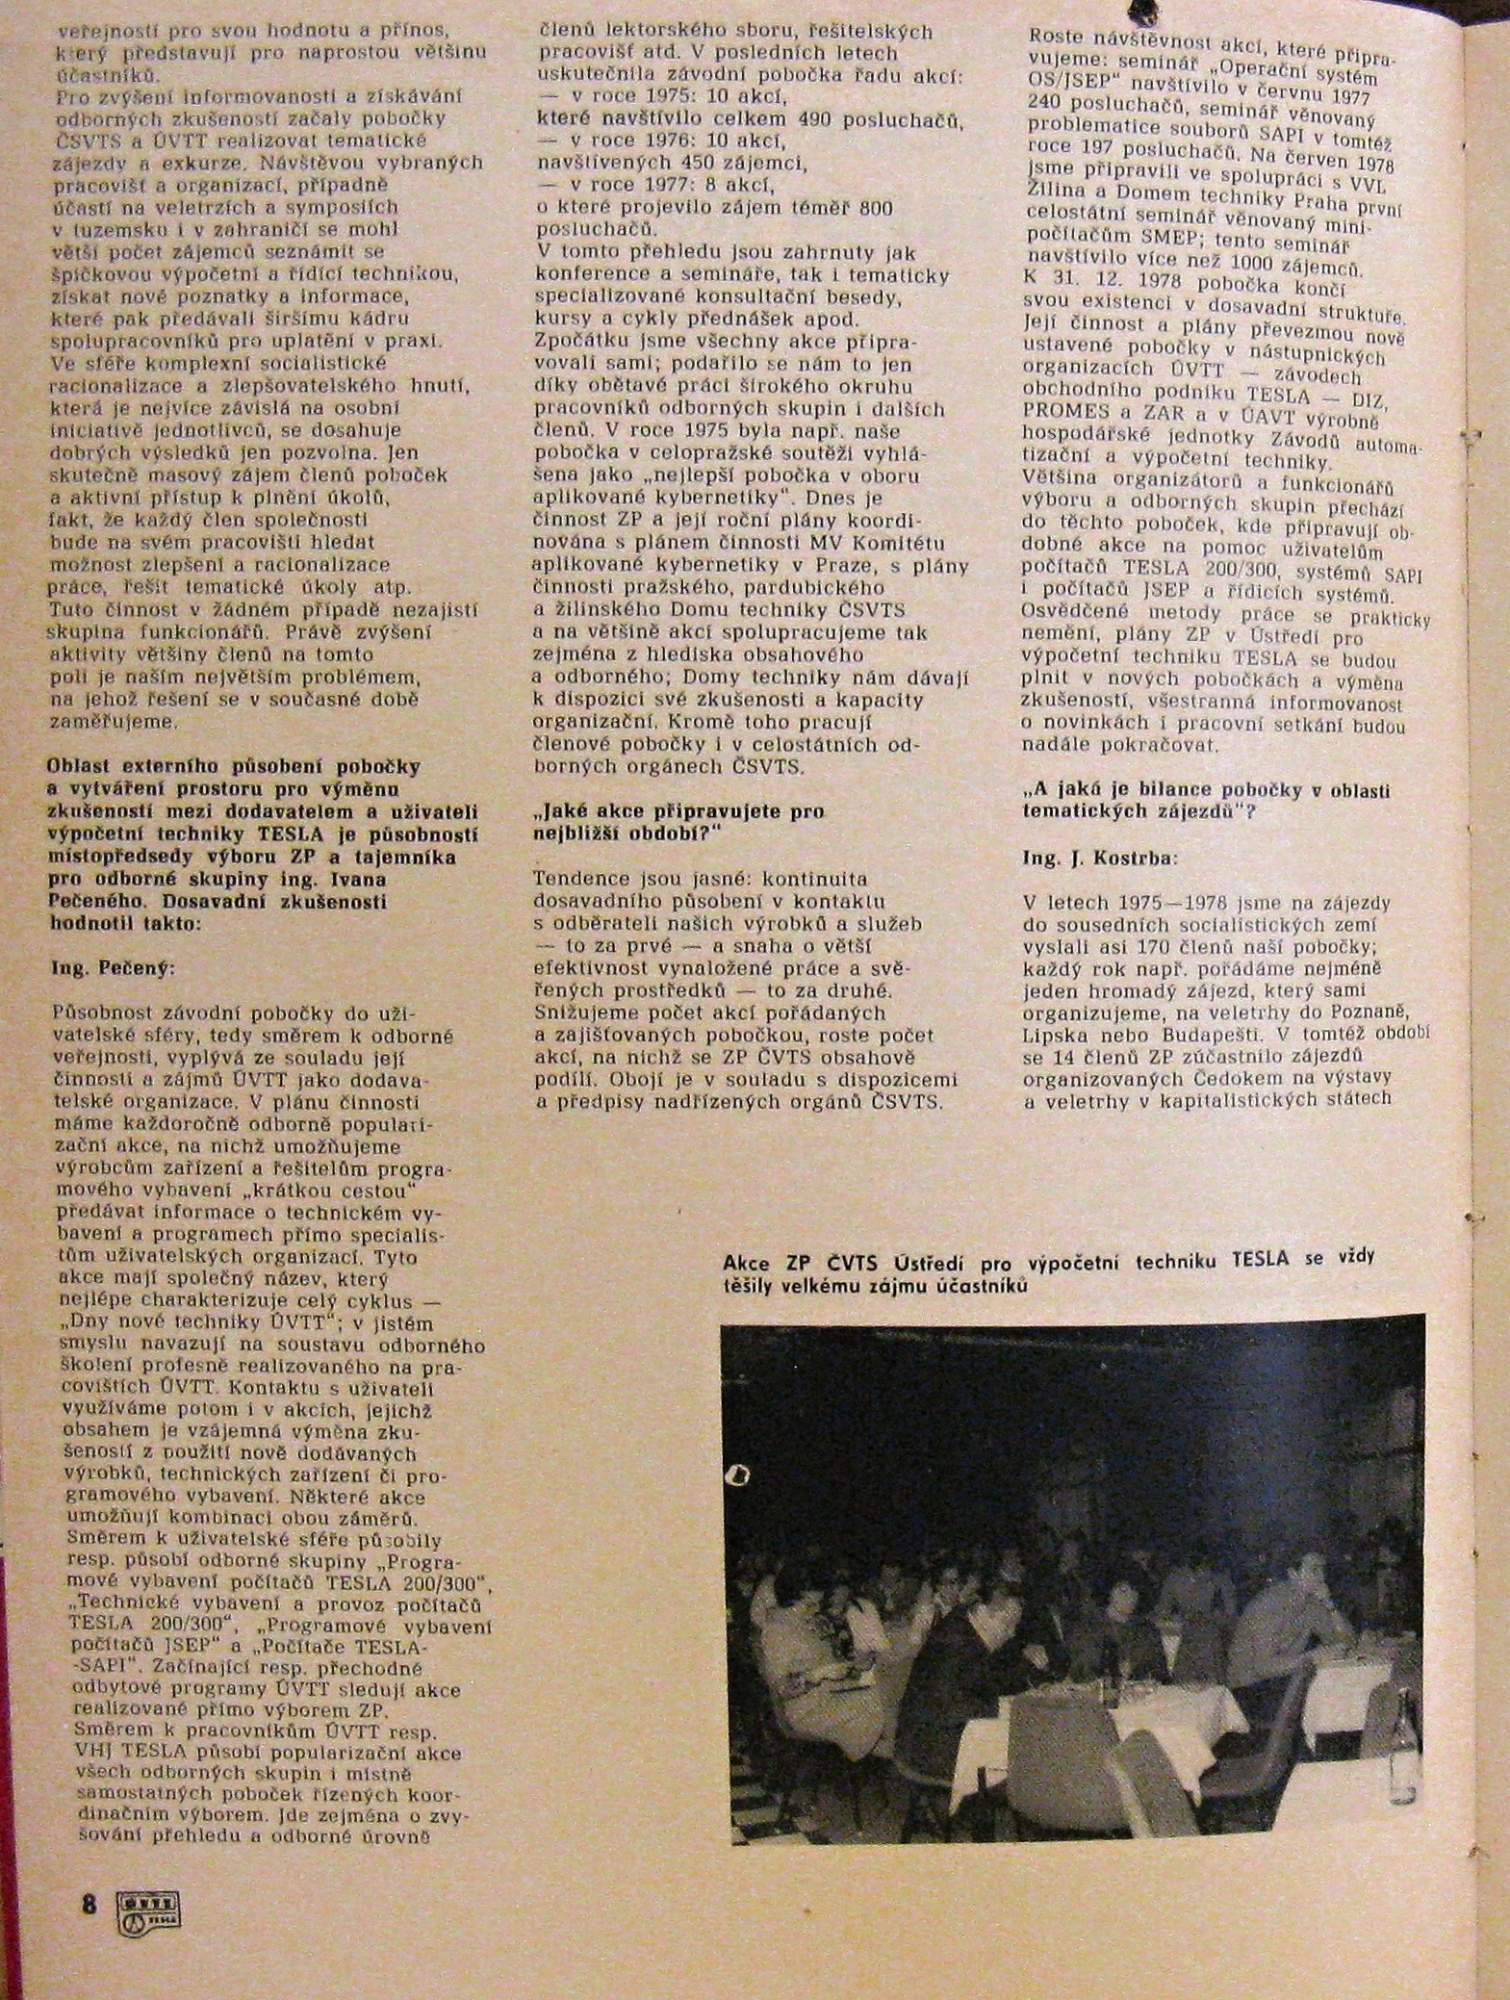 veřejností pro svou hodnotu a přínos,
který představují pro naprostou většinu
účastníků.
Pro zvýšení informovanosti a získávání
odborných zkušeností začaly pobočky
ČSVTS a ÚVTT realizovat tematické
zájezdy a exkurze. Návštěvou vybraných
pracovišť a organizací, případně
účastí na veletrzích a symposiích
v tuzemsku i v zahraničí se mohl
větší počet zájemců seznámit se
špičkovou výpočetní a řídicí technikou,
získat nové poznatky a informace,
které pak předávali širšímu kádru
spolupracovníků pro uplatění v praxi.
Ve sféře komplexní socialistické
racionalizace a zlepšovatelského hnutí,
která je nejvíce závislá na osobní
iniciativě jednotlivců, se dosahuje
dobrých výsledků jen pozvolna. Jen
skutečně masový zájem členů poboček
a aktivní přístup k plnění úkolů,
fakt, že každý člen společnosti
bude na svém pracovišti hledat
možnost zlepšení a racionalizace
práce, řešit tematické úkoly atp.
Tuto činnost v žádném případě nezajistí
skupina funkcionářů. Právě zvýšení
aktivity většiny členů na tomto
poli je naším největším problémem,
na jehož řešení se v současné době
zaměřujeme.
Oblast externího působení pobočky
a vytváření prostoru pro výměnu
zkušeností mezi dodavatelem a uživateli
výpočetní techniky TESLA je působností
místopředsedy výboru ZP a tajemníka
pro odborné skupiny ing. Ivana
Pečeného. Dosavadní zkušenosti
hodnotil takto:
Ing. Pečený:
Působnost závodní pobočky do uži-
vatelské sféry, tedy směrem k odborné
veřejnosti, vyplývá ze souladu její
činnosti a zájmů ÚVTT jako dodava-
telské organizace. V plánu činnosti
máme každoročně odborně populari-
zační akce, na nichž umožňujeme
výrobcům zařízení a řešitelům progra-
mového vybavení „krátkou cestou“
předávat informace o technickém vy-
bavení a programech přímo specialis-
tům uživatelských organizací. Tyto
akce mají společný název, který
nejlépe charakterizuje celý cyklus —
„Dny nové techniky ÚVTT“; v jistém
smyslu navazují na soustavu odborného
školení profesně realizovaného na pra-
covištích ÚVTT. Kontaktu s uživateli
využíváme potom i v akcích, jejichž
obsahem je vzájemná výměna zku-
šeností z použití nově dodávaných
výrobků, technických zařízení či pro-
gramového vybavení. Některé akce
umožňují kombinaci obou záměrů.
Směrem k uživatelské sféře působily
resp. působí odborné skupiny „Progra-
mové vybavení počítačů TESLA 200/300“,
„Technické vybavení a provoz počítačů
TESLA 200/300“, „Programové vybavení
počítačů JSEP“ a „Počítače TESLA-
-SAPI“. Začínající resp. přechodné
odbytové programy ÚVTT sledují akce
realizované přímo výborem ZP.
Směrem k pracovníkům ÚVTT resp.
VHJ TESLA působí popularizační akce
všech odborných skupin i místně
samostatných poboček řízených koor-
dinačním výborem. Jde zejména o zvy-
šování přehledu a odborné úrovně
členů lektorského sboru, řešitelských
pracovišť atd. V posledních letech
uskutečnila závodní pobočka řadu akcí:
— v roce 1975: 10 akcí,
které navštívilo celkem 490 posluchačů,
— v roce 1976: 10 akcí,
navštívených 450 zájemci,
— v roce 1977: 8 akcí,
o které projevilo zájem téměř 800
posluchačů.
V tomto přehledu jsou zahrnuty jak
konference a semináře, tak i tematicky
specializované konsultační besedy,
kursy a cykly přednášek apod.
Zpočátku jsme všechny akce připra-
vovali sami; podařilo se nám to jen
díky obětavé práci širokého okruhu
pracovníků odborných skupin i dalších
členů. V roce 1975 byla např. naše
pobočka v celopražské soutěži vyhlá-
šena jako „nejlepší pobočka v oboru
aplikované kybernetiky“. Dnes je
činnost ZP a její roční plány koordi-
nována s plánem činnosti MV Komitétu
aplikované kybernetiky v Praze, s plány
činnosti pražského, pardubického
a žilinského Domu techniky ČSVTS
a na většině akcí spolupracujeme tak
zejména z hlediska obsahového
a odborného; Domy techniky nám dávají
k dispozici své zkušenosti a kapacity
organizační. Kromě toho pracují
členové pobočky i v celostátních od-
borných orgánech ČSVTS.
„Jaké akce připravujete pro
nejbližší období?“
Tendence jsou jasné: kontinuita
dosavadního působení v kontaktu
s odběrateli našich výrobků a služeb
— to za prvé — a snaha o větší
efektivnost vynaložené práce a svě-
řených prostředků — to za druhé.
Snižujeme počet akcí pořádaných
a zajišťovaných pobočkou, roste počet
akcí, na nichž se ZP ČVTS obsahově
podílí. Obojí je v souladu s dispozicemi
a předpisy nadřízených orgánů ČSVTS.
Roste návštěvnost akcí, které připra-
vujeme: seminář „Operační systém
OS/JSEP“ navštívilo v červnu 1977
240 posluchačů, seminář věnovaný
problematice souborů SAPI v tomtéž
roce 197 posluchačů. Na červen 1978
jsme připravili ve spolupráci s VVL
Žilina a Domem techniky Praha první
celostátní seminář věnovaný mini-
počítačům SMEP; tento seminář
navštívilo více než 1000 zájemců.
K 31. 12. 1978 pobočka končí
svou existenci v dosavadní struktuře.
Její činnost a plány převezmou nově
ustavené pobočky v nástupnických
organizacích ÚVTT — závodech
obchodního podniku TESLA — DIZ,
PROMES a ZAR a v ÚAVT výrobně
hospodářské jednotky Závodů automa-
tizační a výpočetní techniky.
Většina organizátorů a funkcionářů
výboru a odborných skupin přechází
do těchto poboček, kde připravují ob-
dobné akce na pomoc uživatelům
počítačů TESLA 200/300, systémů SAPI
i počítačů JSEP a řídicích systémů.
Osvědčené metody práce se prakticky
nemění, plány ZP v Ústředí pro
výpočetní techniku TESLA se budou
plnit v nových pobočkách a výměna
zkušeností, všestranná informovanost
o novinkách i pracovní setkání budou
nadále pokračovat.
„A jaká je bilance pobočky v oblasti
tematických zájezdů“?
Ing. J. Kostrba:
V letech 1975—1978 jsme na zájezdy
do sousedních socialistických zemí
vyslali asi 170 členů naší pobočky;
každý rok např. pořádáme nejméně
jeden hromadý zájezd, který sami
organizujeme, na veletrhy do Poznaně,
Lipska nebo Budapešti. V tomtéž období
se 14 členů ZP zúčastnilo zájezdů
organizovaných Čedokem na výstavy
a veletrhy v kapitalistických státech
Akce ZP ČVTS Ústředí pro výpočetní techniku TESLA se vždy
těšily velkému zájmu účastníků
8
ÚVTT
TESLA